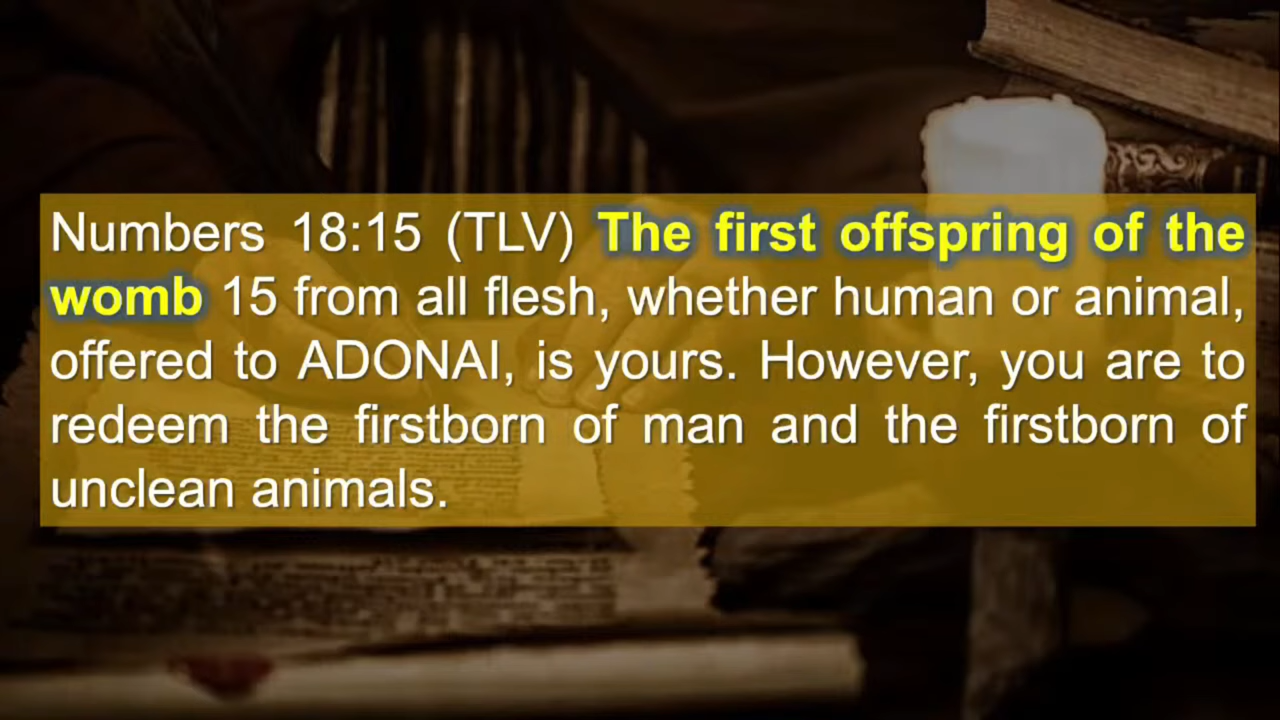 Numbers 18:15 (TLV) The first offspring of the
womb 15 from all flesh, whether human or animal,
offered to ADONAI, is yours. However, you are to
redeem the firstborn of man and the firstborn of
unclean animals.